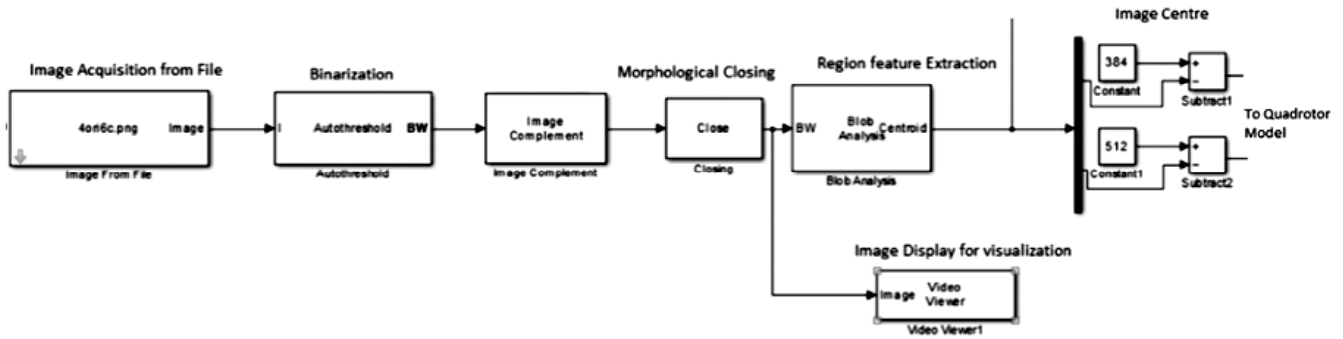 Image Acquisition from File
4ori6c.png
Image
Image From File
Binarization
I
Autothreshold
BW
Autothreshold
Image
Complement
Image Complement
Morphological Closing
Close
Closing
Region feature Extraction
BW
Blob
Analysis
Centroid
Blob Analysis
Image Display for visualization
Image
Video
Viewer
Video Viewer1
Image Centre
384
Constant
+
−
Subtract1
512
Constant1
+
−
Subtract2
To Quadrotor
Model